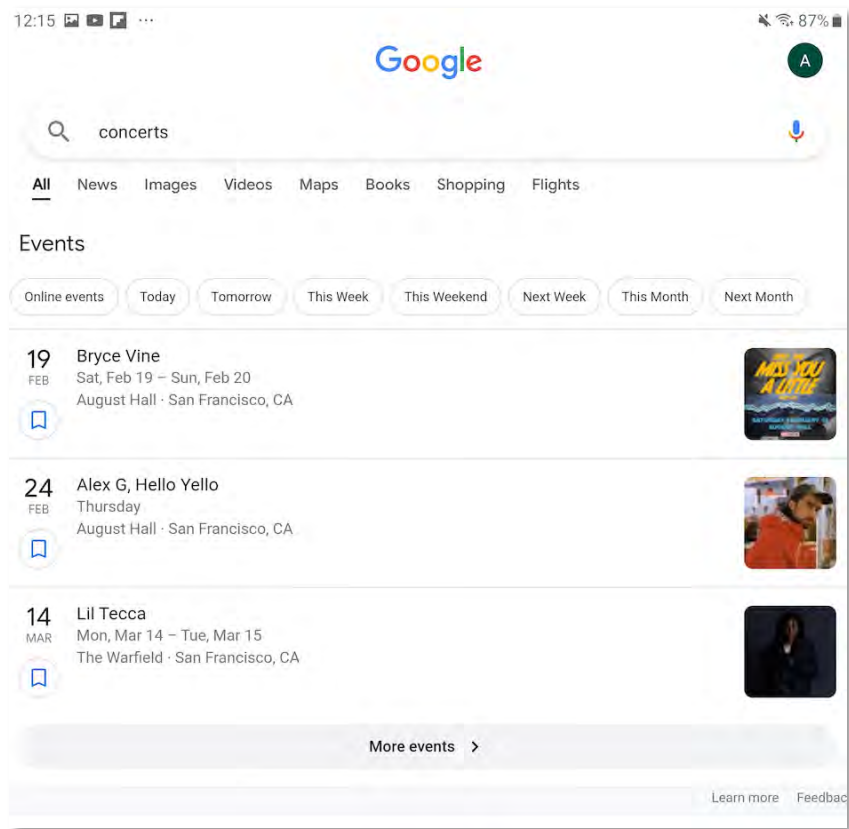 12:15 ... 87%
Google
A
concerts
All News Images Videos Maps Books Shopping Flights
Events
Online events Today Tomorrow This Week This Weekend Next Week This Month Next Month
19 Bryce Vine
FEB Sat, Feb 19 – Sun, Feb 20
August Hall · San Francisco, CA
MISS YOU
A LITTLE
24 Alex G, Hello Yello
FEB Thursday
August Hall · San Francisco, CA
14 Lil Tecca
MAR Mon, Mar 14 – Tue, Mar 15
The Warfield · San Francisco, CA
More events >
Learn more Feedbac